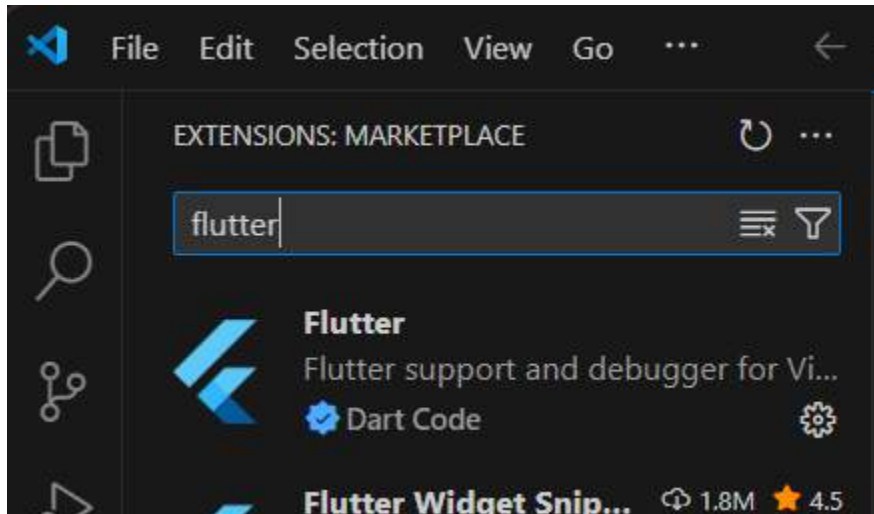 File Edit Selection View Go ···
EXTENSIONS: MARKETPLACE ···
flutter
Flutter
Flutter support and debugger for Vi...
Dart Code
Flutter Widget Snip... 1.8M 4.5